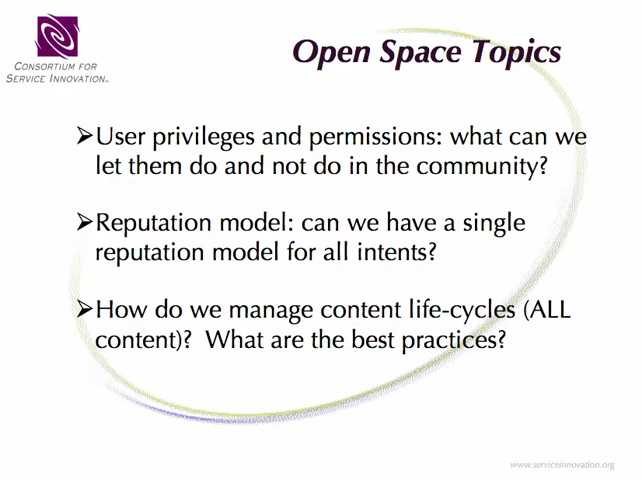 CONSORTIUM FOR
SERVICE INNOVATION™
Open Space Topics
➢User privileges and permissions: what can we
let them do and not do in the community?
➢Reputation model: can we have a single
reputation model for all intents?
➢How do we manage content life-cycles (ALL
content)?  What are the best practices?
www.serviceinnovation.org